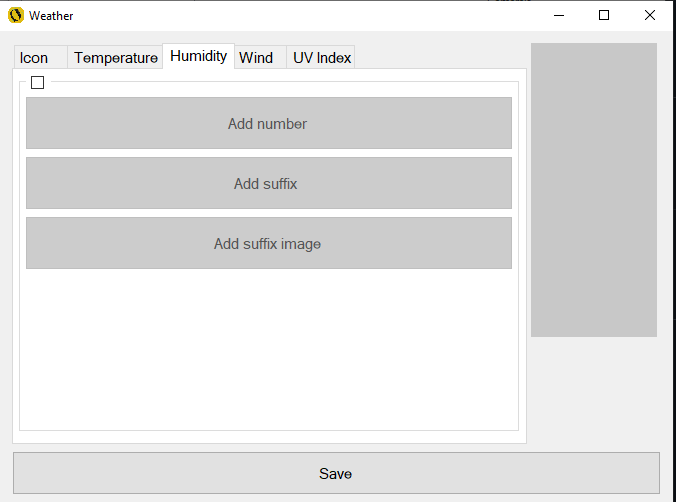 Weather
Icon Temperature Humidity Wind UV Index
Add number
Add suffix
Add suffix image
Save